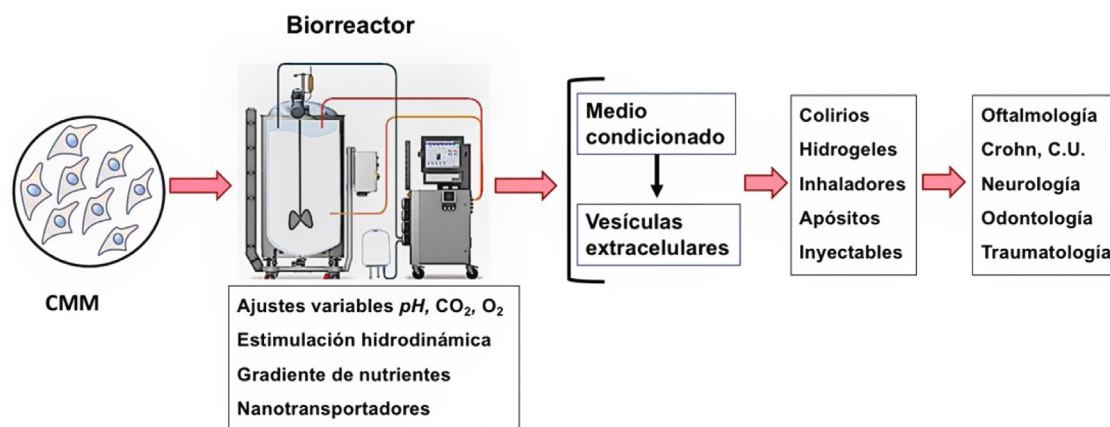 Biorreactor
CMM
Ajustes variables pH, CO₂, O₂
Estimulación hidrodinámica
Gradiente de nutrientes
Nanotransportadores
Medio
condicionado
Vesículas
extracelulares
Colirios
Hidrogeles
Inhaladores
Apósitos
Inyectables
Oftalmología
Crohn, C.U.
Neurología
Odontología
Traumatología